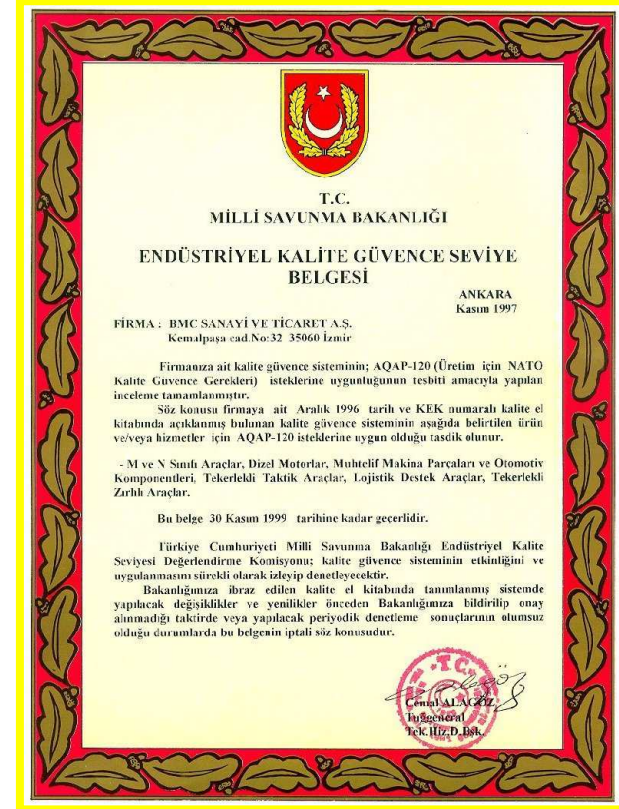 T.C.
MİLLİ SAVUNMA BAKANLIĞI
ENDÜSTRİYEL KALİTE GÜVENCE SEVİYE
BELGESİ
ANKARA
Kasım 1997
FİRMA : BMC SANAYİ VE TİCARET A.Ş.
Kemalpaşa cad.No:32 35060 İzmir
Firmanıza ait kalite güvence sisteminin; AQAP-120 (Üretim için NATO
Kalite Güvence Gerekleri) isteklerine uygunluğunun tesbiti amacıyla yapılan
inceleme tamamlanmıştır.
Söz konusu firmaya ait Aralık 1996 tarih ve KEK numaralı kalite el
kitabında açıklanmış bulunan kalite güvence sisteminin aşağıda belirtilen ürün
ve/veya hizmetler için AQAP-120 isteklerine uygun olduğu tasdik olunur.
- M ve N Sınıfı Araçlar, Dizel Motorlar, Muhtelif Makina Parçaları ve Otomotiv
Komponentleri, Tekerlekli Taktik Araçlar, Lojistik Destek Araçlar, Tekerlekli
Zırhlı Araçlar.
Bu belge 30 Kasım 1999 tarihine kadar geçerlidir.
Türkiye Cumhuriyeti Milli Savunma Bakanlığı Endüstriyel Kalite
Seviyesi Değerlendirme Komisyonu; kalite güvence sisteminin etkinliğini ve
uygulanmasını sürekli olarak izleyip denetleyecektir.
Bakanlığımıza ibraz edilen kalite el kitabında tanımlanmış sistemde
yapılacak değişiklikler ve yenilikler önceden Bakanlığımıza bildirilip onay
alınmadığı taktirde veya yapılacak periyodik denetleme sonuçlarının olumsuz
olduğu durumlarda bu belgenin iptali söz konusudur.
T.C.
Cemal ALAGÖZ
Tuğgeneral
Tek.Hiz.D.Bşk.